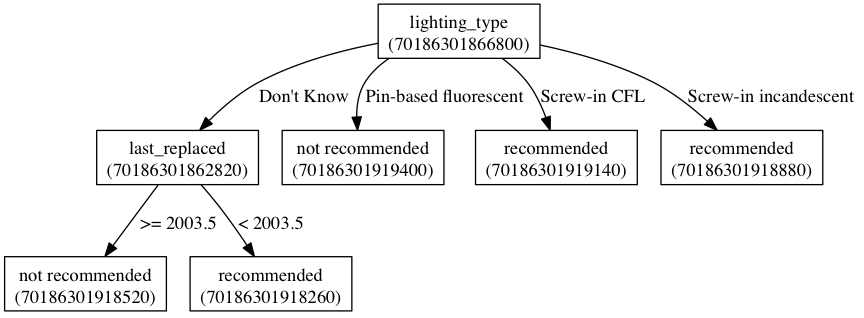 lighting_type
(70186301866800)
Don't Know
Pin-based fluorescent
Screw-in CFL
Screw-in incandescent
last_replaced
(70186301862820)
not recommended
(70186301919400)
recommended
(70186301919140)
recommended
(70186301918880)
>= 2003.5
< 2003.5
not recommended
(70186301918520)
recommended
(70186301918260)